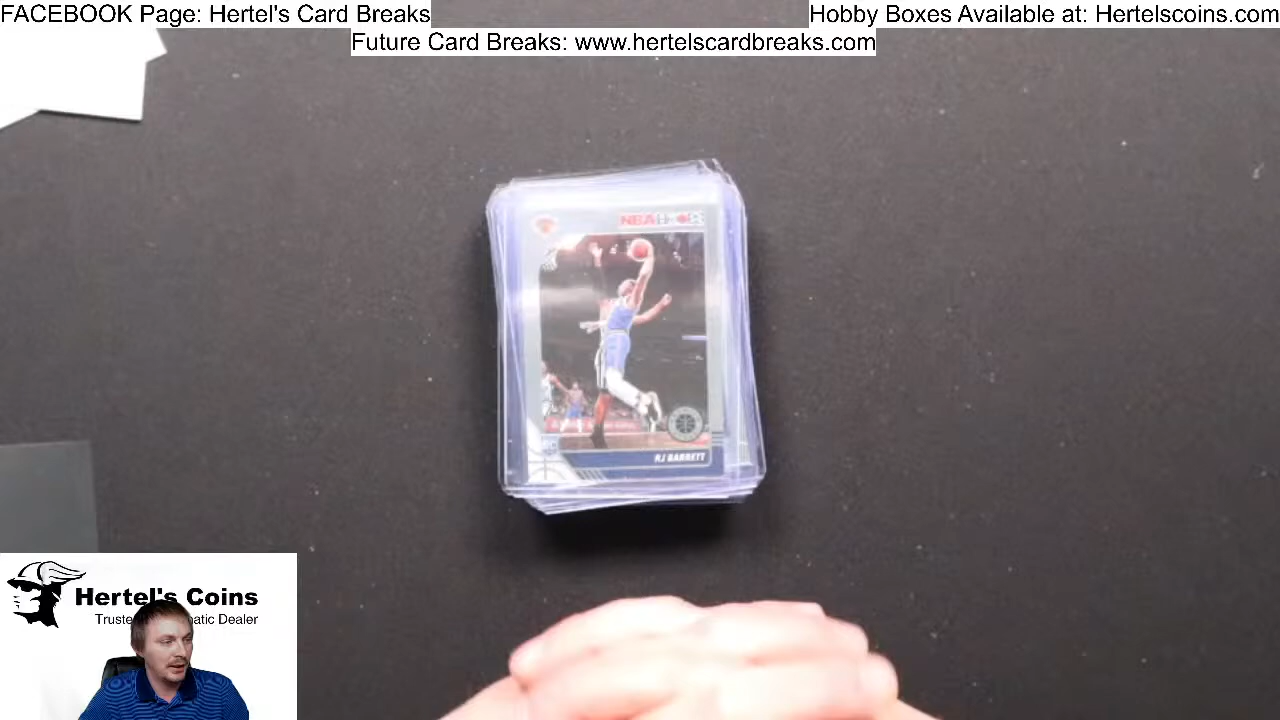 FACEBOOK Page: Hertel's Card Breaks
Hobby Boxes Available at: Hertelscoins.com
Future Card Breaks: www.hertelscardbreaks.com
NBA HOOPS
RJ BARRETT
Hertel's Coins
Truste atic Dealer